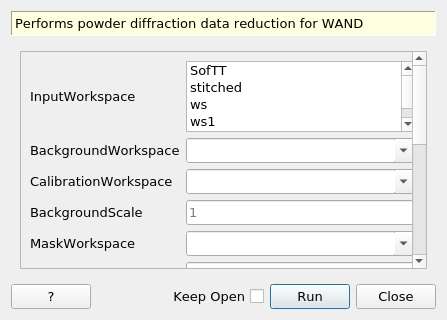 Performs powder diffraction data reduction for WAND
InputWorkspace
SofTT
stitched
ws
ws1
BackgroundWorkspace
CalibrationWorkspace
BackgroundScale 1
MaskWorkspace
? Keep Open Run Close